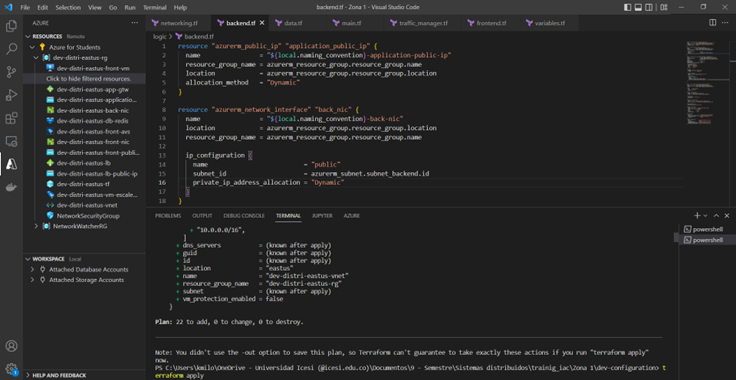 File Edit Selection View Go Run Terminal Help
backend.tf - Zona 1 - Visual Studio Code
AZURE
networking.tf
backend.tf
data.tf
main.tf
traffic_manager.tf
frontend.tf
variables.tf
RESOURCES Remote
Azure for Students
dev-distri-eastus-rg
dev-distri-eastus-front-vm
Click to hide filtered resources.
dev-distri-eastus-app-gtw
dev-distri-eastus-applicatio...
dev-distri-eastus-back-nic
dev-distri-eastus-db-redis
dev-distri-eastus-front-avs
dev-distri-eastus-front-nic
dev-distri-eastus-front-publi...
dev-distri-eastus-lb
dev-distri-eastus-lb-public-ip
dev-distri-eastus-tf
dev-distri-eastus-vm-escale...
dev-distri-eastus-vnet
NetworkSecurityGroup
NetworkWatcherRG
WORKSPACE Local
Attached Database Accounts
Attached Storage Accounts
HELP AND FEEDBACK
logic > backend.tf
1 resource "azurerm_public_ip" "application_public_ip" {
2 name = "${local.naming_convention}-application-public-ip"
3 resource_group_name = azurerm_resource_group.resource_group.name
4 location = azurerm_resource_group.resource_group.location
5 allocation_method = "Dynamic"
6 }
7
8 resource "azurerm_network_interface" "back_nic" {
9 name = "${local.naming_convention}-back-nic"
10 location = azurerm_resource_group.resource_group.location
11 resource_group_name = azurerm_resource_group.resource_group.name
12
13 ip_configuration {
14 name = "public"
15 subnet_id = azurerm_subnet.subnet_backend.id
16 private_ip_address_allocation = "Dynamic"
17 }
18 }
PROBLEMS OUTPUT DEBUG CONSOLE TERMINAL JUPYTER AZURE
powershell
powershell
+ "10.0.0.0/16",
]
+ dns_servers = (known after apply)
+ guid = (known after apply)
+ id = (known after apply)
+ location = "eastus"
+ name = "dev-distri-eastus-vnet"
+ resource_group_name = "dev-distri-eastus-rg"
+ subnet = (known after apply)
+ vm_protection_enabled = false
}
Plan: 22 to add, 0 to change, 0 to destroy.
Note: You didn't use the -out option to save this plan, so Terraform can't guarantee to take exactly these actions if you run "terraform apply"
now.
PS C:\Users\kmilo\OneDrive - Universidad Icesi (@icesi.edu.co)\Documentos\9 - Semestre\Sistemas distribuidos\trainig_iac\Zona 1\dev-configuration> t
erraform apply